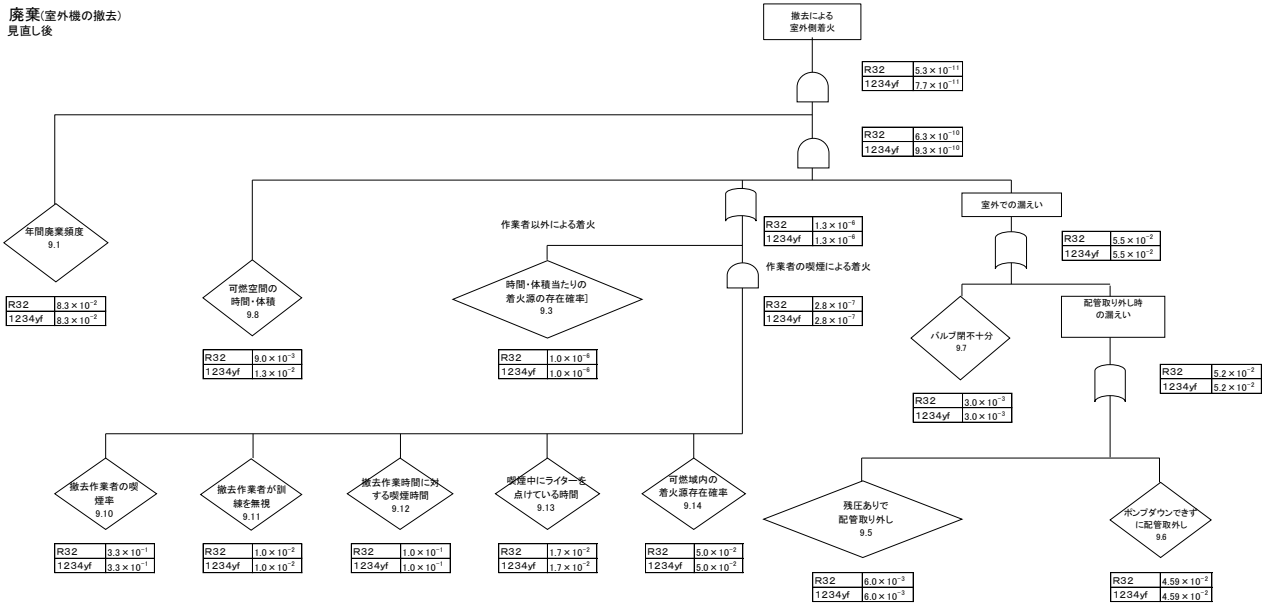 廃棄(室外機の撤去)
見直し後
撤去による
室外側着火
R32 5.3×10⁻¹¹
1234yf 7.7×10⁻¹¹
R32 6.3×10⁻¹⁰
1234yf 9.3×10⁻¹⁰
年間廃業頻度
9.1
R32 8.3×10⁻²
1234yf 8.3×10⁻²
可燃空間の
時間・体積
9.8
R32 9.0×10⁻³
1234yf 1.3×10⁻²
作業者以外による着火
R32 1.3×10⁻⁶
1234yf 1.3×10⁻⁶
時間・体積当たりの
着火源の存在確率]
9.3
R32 1.0×10⁻⁶
1234yf 1.0×10⁻⁶
作業者の喫煙による着火
R32 2.8×10⁻⁷
1234yf 2.8×10⁻⁷
室外での漏えい
R32 5.5×10⁻²
1234yf 5.5×10⁻²
バルブ閉不十分
9.7
R32 3.0×10⁻³
1234yf 3.0×10⁻³
配管取り外し時
の漏えい
R32 5.2×10⁻²
1234yf 5.2×10⁻²
撤去作業者の喫
煙率
9.10
R32 3.3×10⁻¹
1234yf 3.3×10⁻¹
撤去作業者が訓
練を無視
9.11
R32 1.0×10⁻²
1234yf 1.0×10⁻²
撤去作業時間に対
する喫煙時間
9.12
R32 1.0×10⁻¹
1234yf 1.0×10⁻¹
喫煙中にライターを
点けている時間
9.13
R32 1.7×10⁻²
1234yf 1.7×10⁻²
可燃域内の
着火源存在確率
9.14
R32 5.0×10⁻²
1234yf 5.0×10⁻²
残圧ありで
配管取り外し
9.5
R32 6.0×10⁻³
1234yf 6.0×10⁻³
ポンプダウンできず
に配管取外し
9.6
R32 4.59×10⁻²
1234yf 4.59×10⁻²